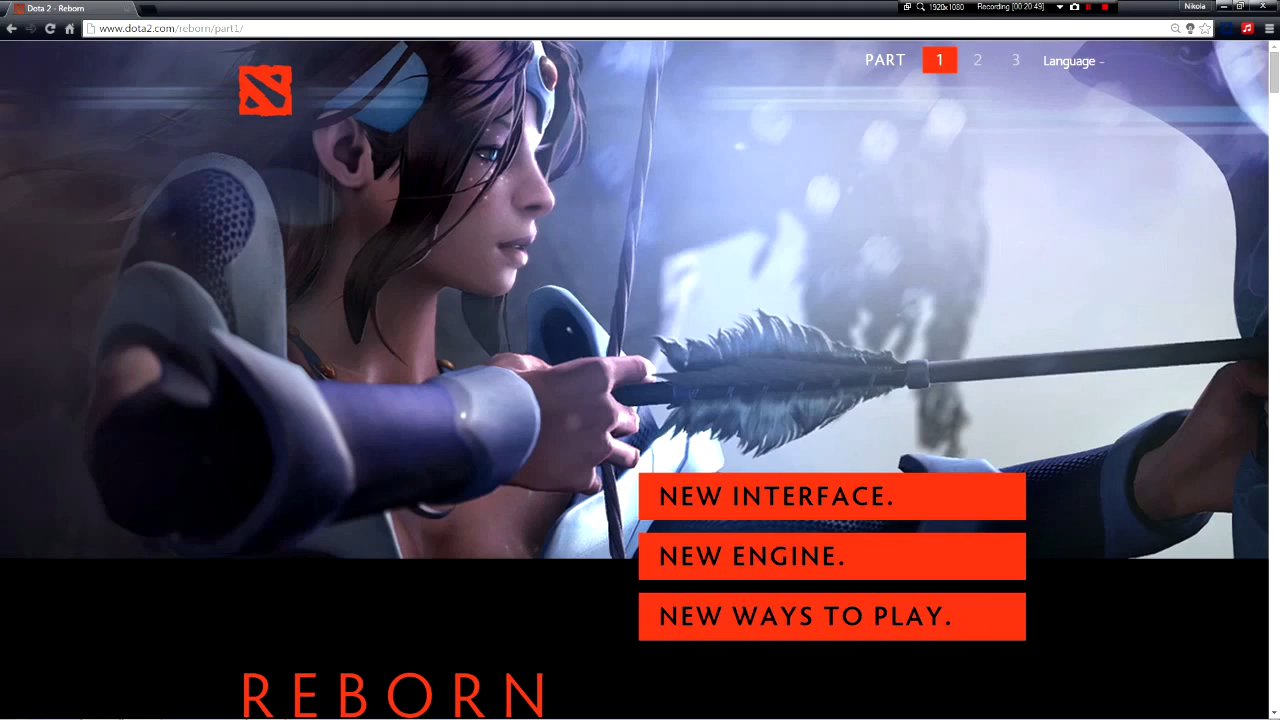 Dota 2 - Reborn
1920x1080
Recording [00:20:49]
Nikola
www.dota2.com/reborn/part1/
PART 1 2 3 Language
NEW INTERFACE.
NEW ENGINE.
NEW WAYS TO PLAY.
REBORN